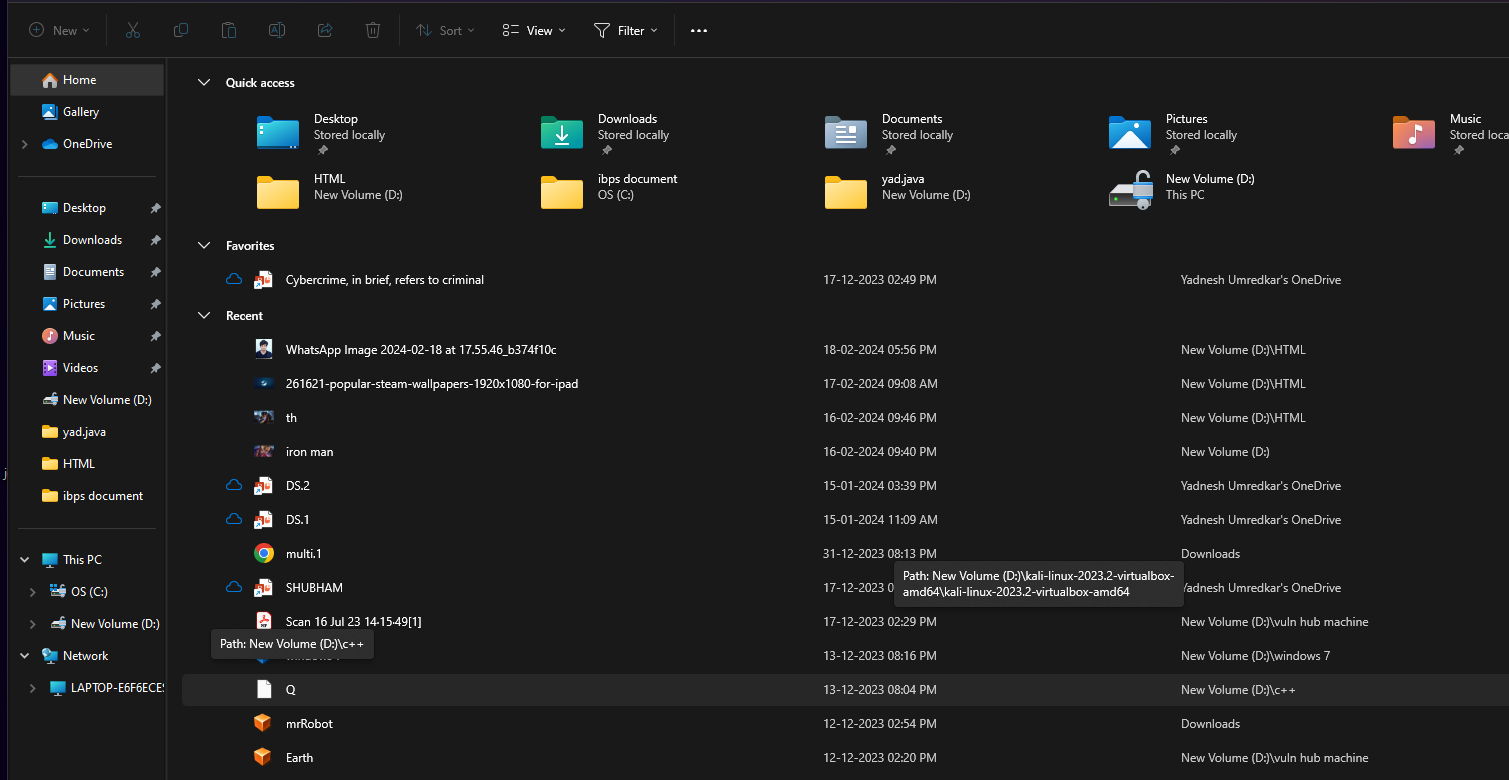 New
Sort
View
Filter
Home
Gallery
OneDrive
Desktop
Downloads
Documents
Pictures
Music
Videos
New Volume (D:)
yad.java
HTML
ibps document
This PC
OS (C:)
New Volume (D:)
Network
LAPTOP-E6F6ECES
Quick access
Desktop
Stored locally
Downloads
Stored locally
Documents
Stored locally
Pictures
Stored locally
Music
Stored loca
HTML
New Volume (D:)
ibps document
OS (C:)
yad.java
New Volume (D:)
New Volume (D:)
This PC
Favorites
Cybercrime, in brief, refers to criminal 17-12-2023 02:49 PM Yadnesh Umredkar's OneDrive
Recent
WhatsApp Image 2024-02-18 at 17.55.46_b374f10c 18-02-2024 05:56 PM New Volume (D:)\HTML
261621-popular-steam-wallpapers-1920x1080-for-ipad 17-02-2024 09:08 AM New Volume (D:)\HTML
th 16-02-2024 09:46 PM New Volume (D:)\HTML
iron man 16-02-2024 09:40 PM New Volume (D:)
DS.2 15-01-2024 03:39 PM Yadnesh Umredkar's OneDrive
DS.1 15-01-2024 11:09 AM Yadnesh Umredkar's OneDrive
multi.1 31-12-2023 08:13 PM Downloads
Path: New Volume (D:)\kali-linux-2023.2-virtualbox-
amd64\kali-linux-2023.2-virtualbox-amd64
SHUBHAM 17-12-2023 0 Yadnesh Umredkar's OneDrive
Scan 16 Jul 23 14·15·49[1] 17-12-2023 02:29 PM New Volume (D:)\vuln hub machine
Path: New Volume (D:)\c++
13-12-2023 08:16 PM New Volume (D:)\windows 7
Q 13-12-2023 08:04 PM New Volume (D:)\c++
mrRobot 12-12-2023 02:54 PM Downloads
Earth 12-12-2023 02:20 PM New Volume (D:)\vuln hub machine